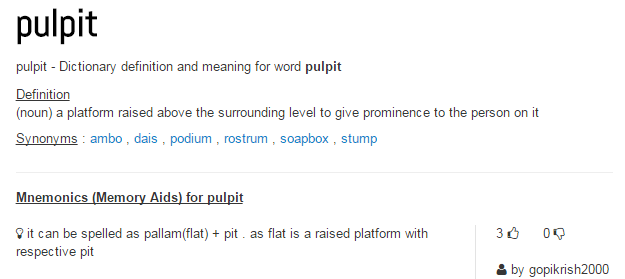 pulpit
pulpit - Dictionary definition and meaning for word pulpit
Definition
(noun) a platform raised above the surrounding level to give prominence to the person on it
Synonyms : ambo , dais , podium , rostrum , soapbox , stump
Mnemonics (Memory Aids) for pulpit
it can be spelled as pallam(flat) + pit . as flat is a raised platform with
respective pit
3 0
by gopikrish2000